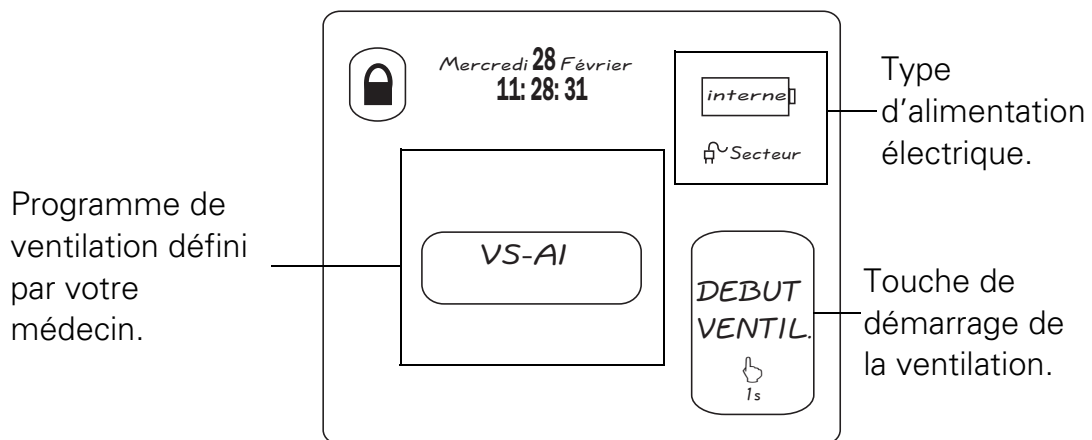 Mercredi 28 Février
11: 28: 31
interne
Secteur
Type
d’alimentation
électrique.
Programme de
ventilation défini
par votre
médecin.
VS-AI
DEBUT
VENTIL.
1s
Touche de
démarrage de
la ventilation.